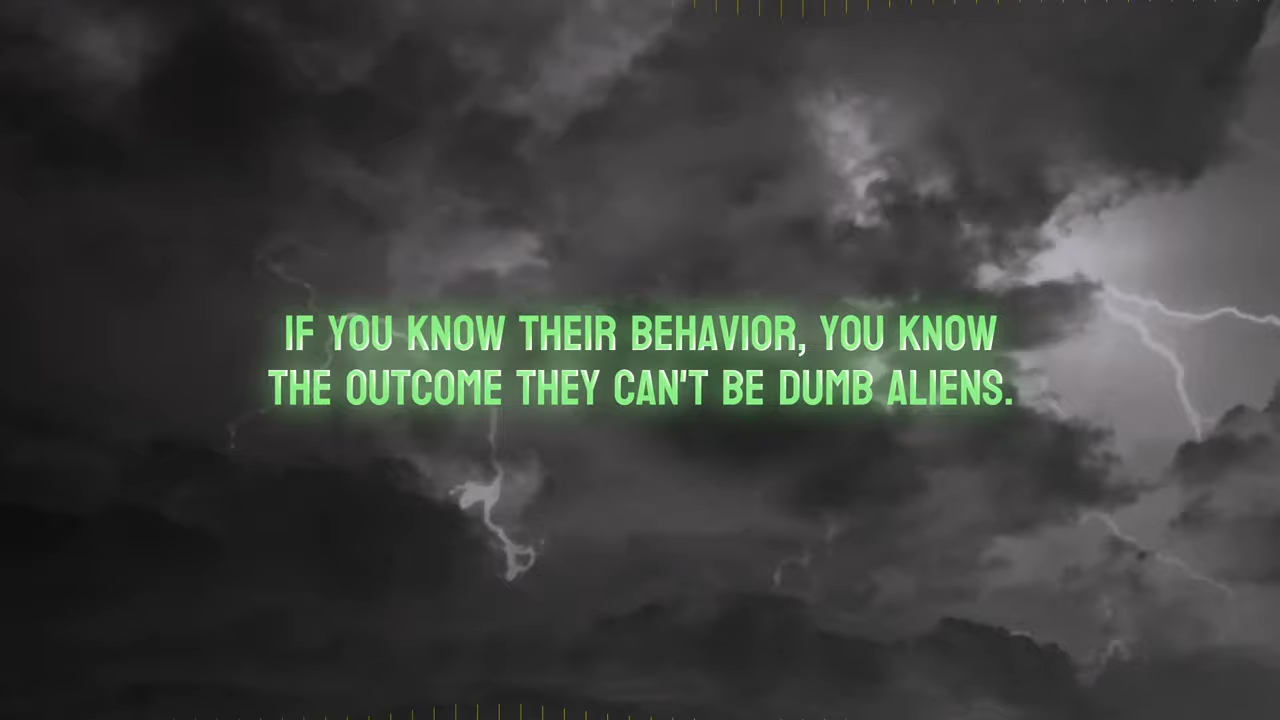 IF YOU KNOW THEIR BEHAVIOR, YOU KNOW
THE OUTCOME THEY CAN'T BE DUMB ALIENS.